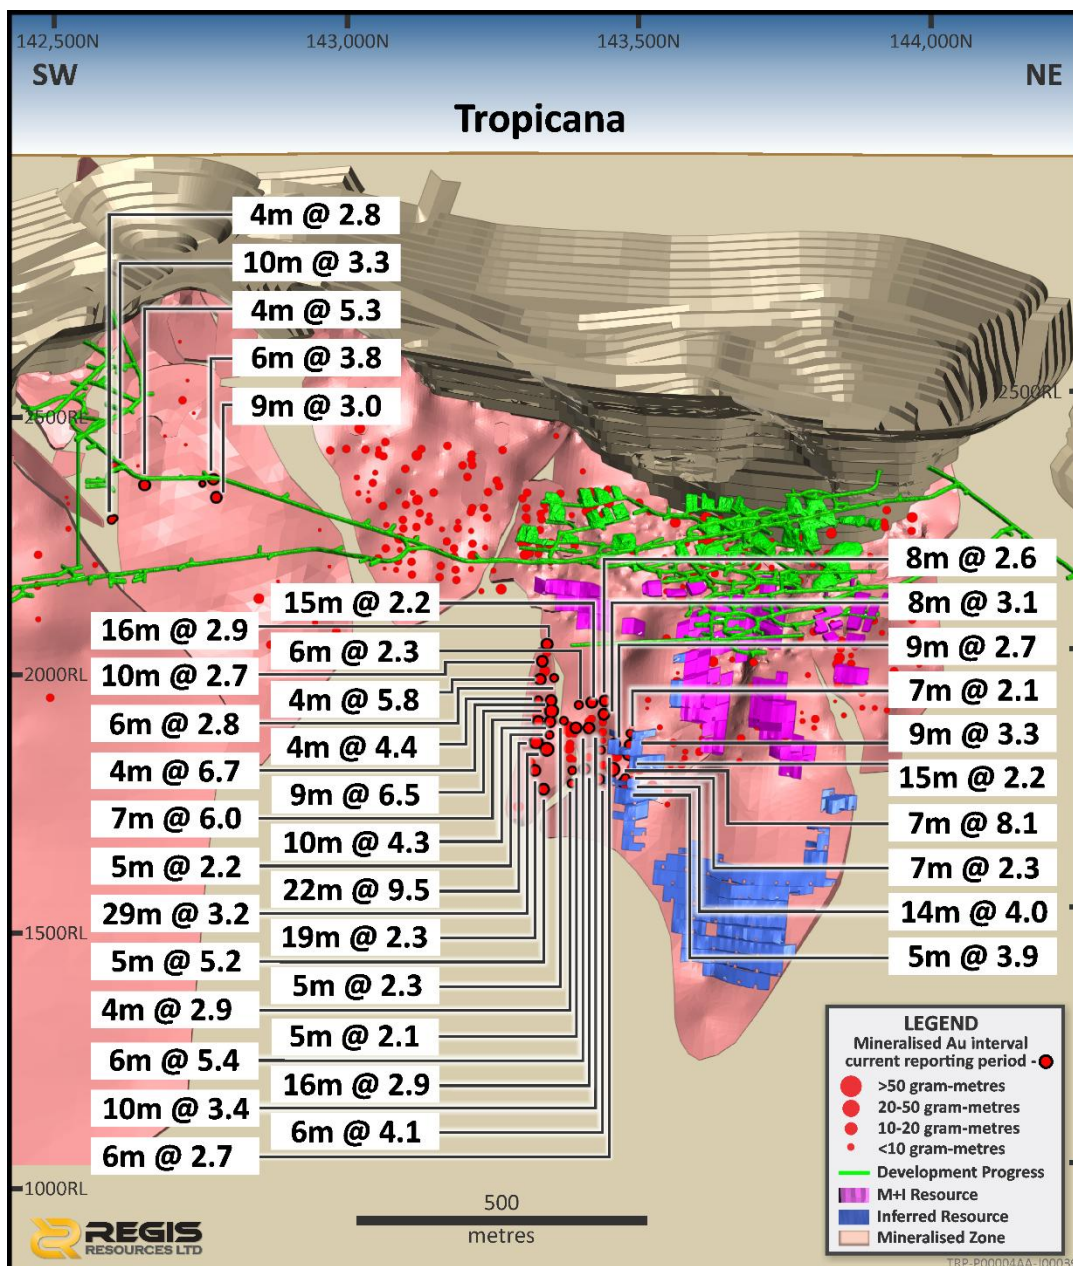 142,500N
143,000N
143,500N
144,000N
SW
NE
Tropicana
4m @ 2.8
10m @ 3.3
4m @ 5.3
6m @ 3.8
9m @ 3.0
2500RL
2500RL
8m @ 2.6
15m @ 2.2
8m @ 3.1
16m @ 2.9
6m @ 2.3
9m @ 2.7
10m @ 2.7
2000RL
4m @ 5.8
7m @ 2.1
6m @ 2.8
4m @ 4.4
9m @ 3.3
4m @ 6.7
15m @ 2.2
9m @ 6.5
7m @ 6.0
7m @ 8.1
10m @ 4.3
5m @ 2.2
7m @ 2.3
22m @ 9.5
29m @ 3.2
14m @ 4.0
1500RL
19m @ 2.3
5m @ 5.2
5m @ 3.9
5m @ 2.3
4m @ 2.9
5m @ 2.1
6m @ 5.4
16m @ 2.9
10m @ 3.4
6m @ 4.1
6m @ 2.7
1000RL
500
metres
REGIS
RESOURCES LTD
LEGEND
Mineralised Au interval
current reporting period -
>50 gram-metres
20-50 gram-metres
10-20 gram-metres
<10 gram-metres
Development Progress
M+I Resource
Inferred Resource
Mineralised Zone